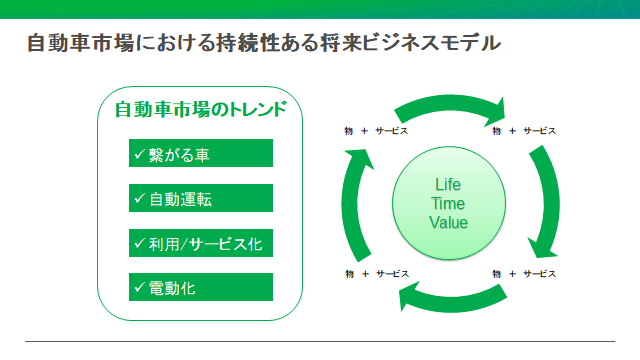 自動車市場における持続性ある将来ビジネスモデル
自動車市場のトレンド
✓繋がる車
✓自動運転
✓利用/サービス化
✓電動化
物 + サービス
物 + サービス
Life
Time
Value
物 + サービス
物 + サービス